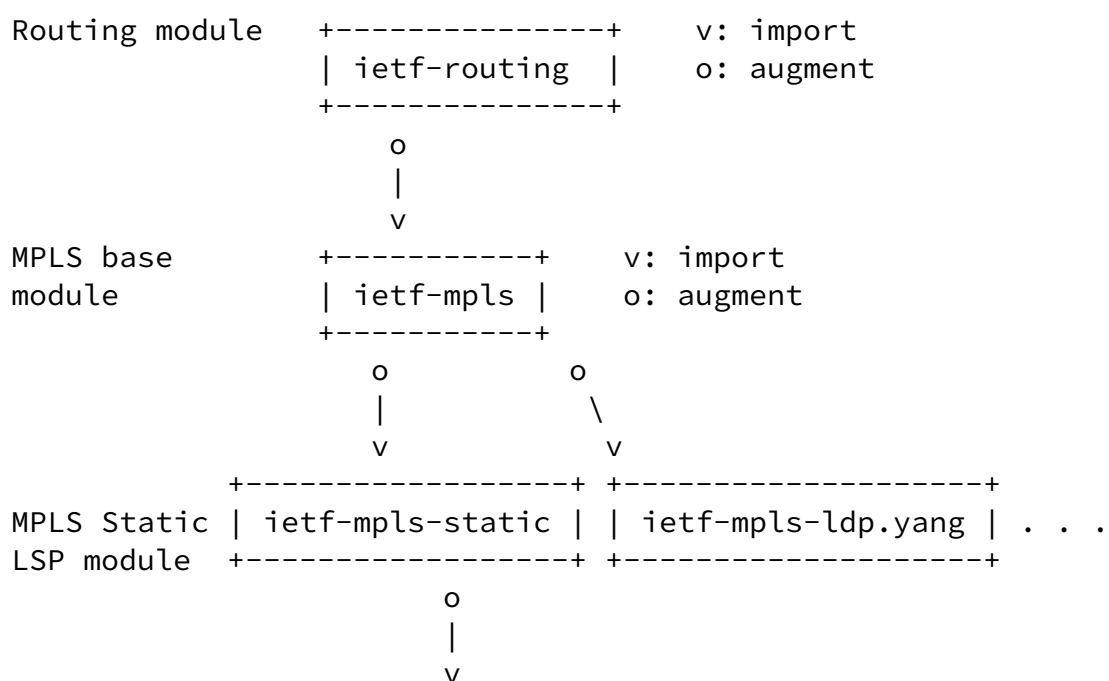 Routing module   +---------------+    v: import
                 | ietf-routing  |    o: augment
                 +---------------+
                     o
                     |
                     v
MPLS base        +-----------+    v: import
module           | ietf-mpls |    o: augment
                 +-----------+
                    o          o
                    |           \
                    v            v
            +------------------+ +--------------------+
MPLS Static | ietf-mpls-static | | ietf-mpls-ldp.yang | . . .
LSP module  +------------------+ +--------------------+
                        o
                        |
                        v